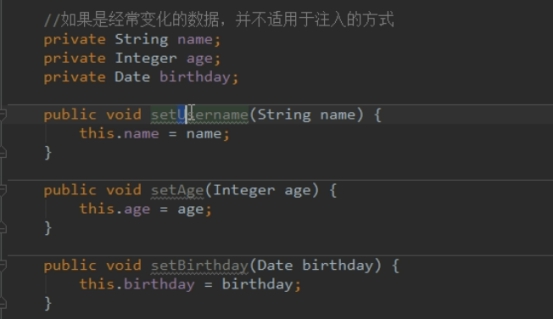 //如果是经常变化的数据，并不适用于注入的方式
private String name;
private Integer age;
private Date birthday;
public void setUsername(String name) {
this.name = name;
}
public void setAge(Integer age) {
this.age = age;
}
public void setBirthday(Date birthday) {
this.birthday = birthday;
}